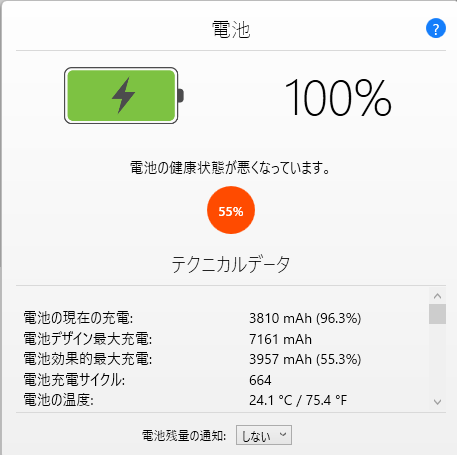 電池
?
100%
電池の健康状態が悪くなっています。
55%
テクニカルデータ
電池の現在の充電: 3810 mAh (96.3%)
電池デザイン最大充電: 7161 mAh
電池効果的最大充電: 3957 mAh (55.3%)
電池充電サイクル: 664
電池の温度: 24.1 °C / 75.4 °F
電池残量の通知: しない